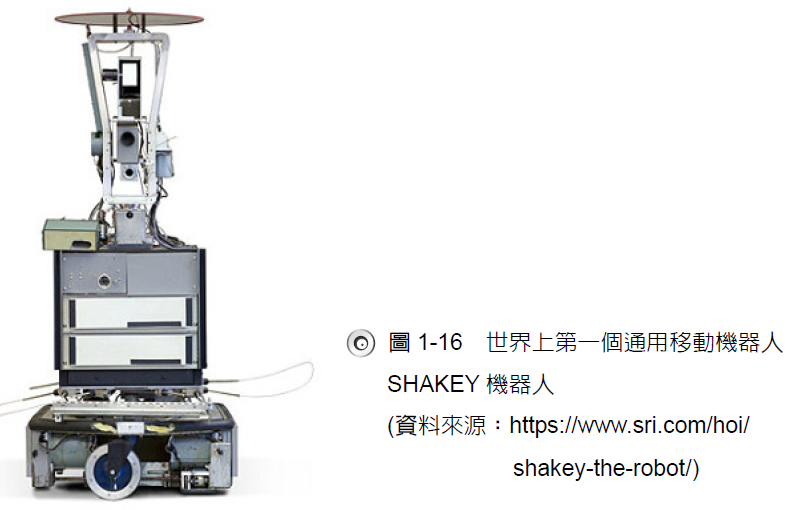 圖 1-16 世界上第一個通用移動機器人
SHAKEY 機器人
(資料來源：https://www.sri.com/hoi/
shakey-the-robot/)